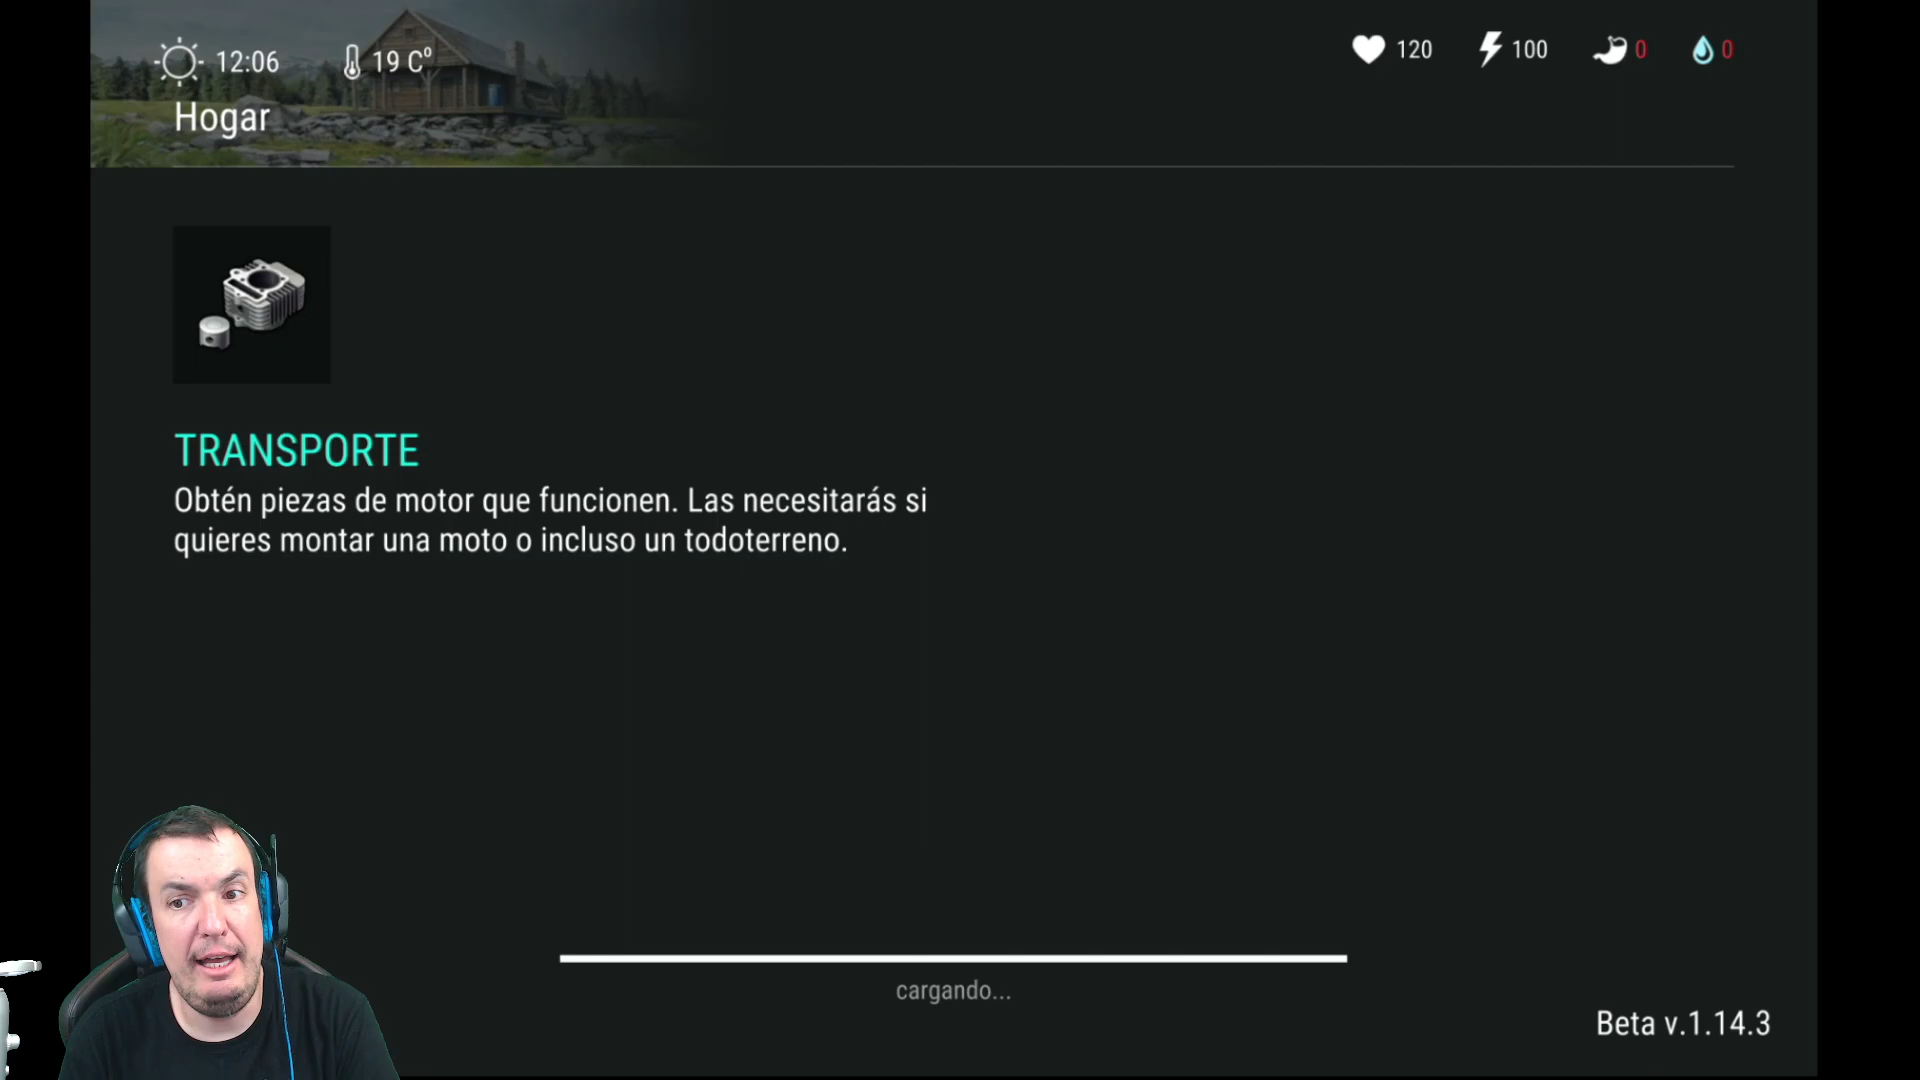 12:06
19 Cº
120
100
0
0
Hogar
TRANSPORTE
Obtén piezas de motor que funcionen. Las necesitarás si
quieres montar una moto o incluso un todoterreno.
cargando...
Beta v.1.14.3